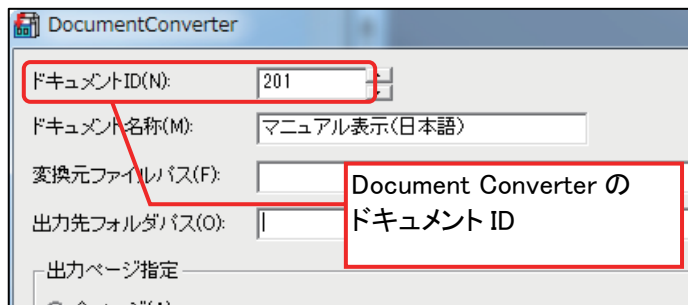 DocumentConverter
ドキュメントID(N):
201
ドキュメント名称(M):
マニュアル表示(日本語)
変換元ファイルパス(F):
Document Converter の
ドキュメント ID
出力先フォルダパス(O):
出力ページ指定